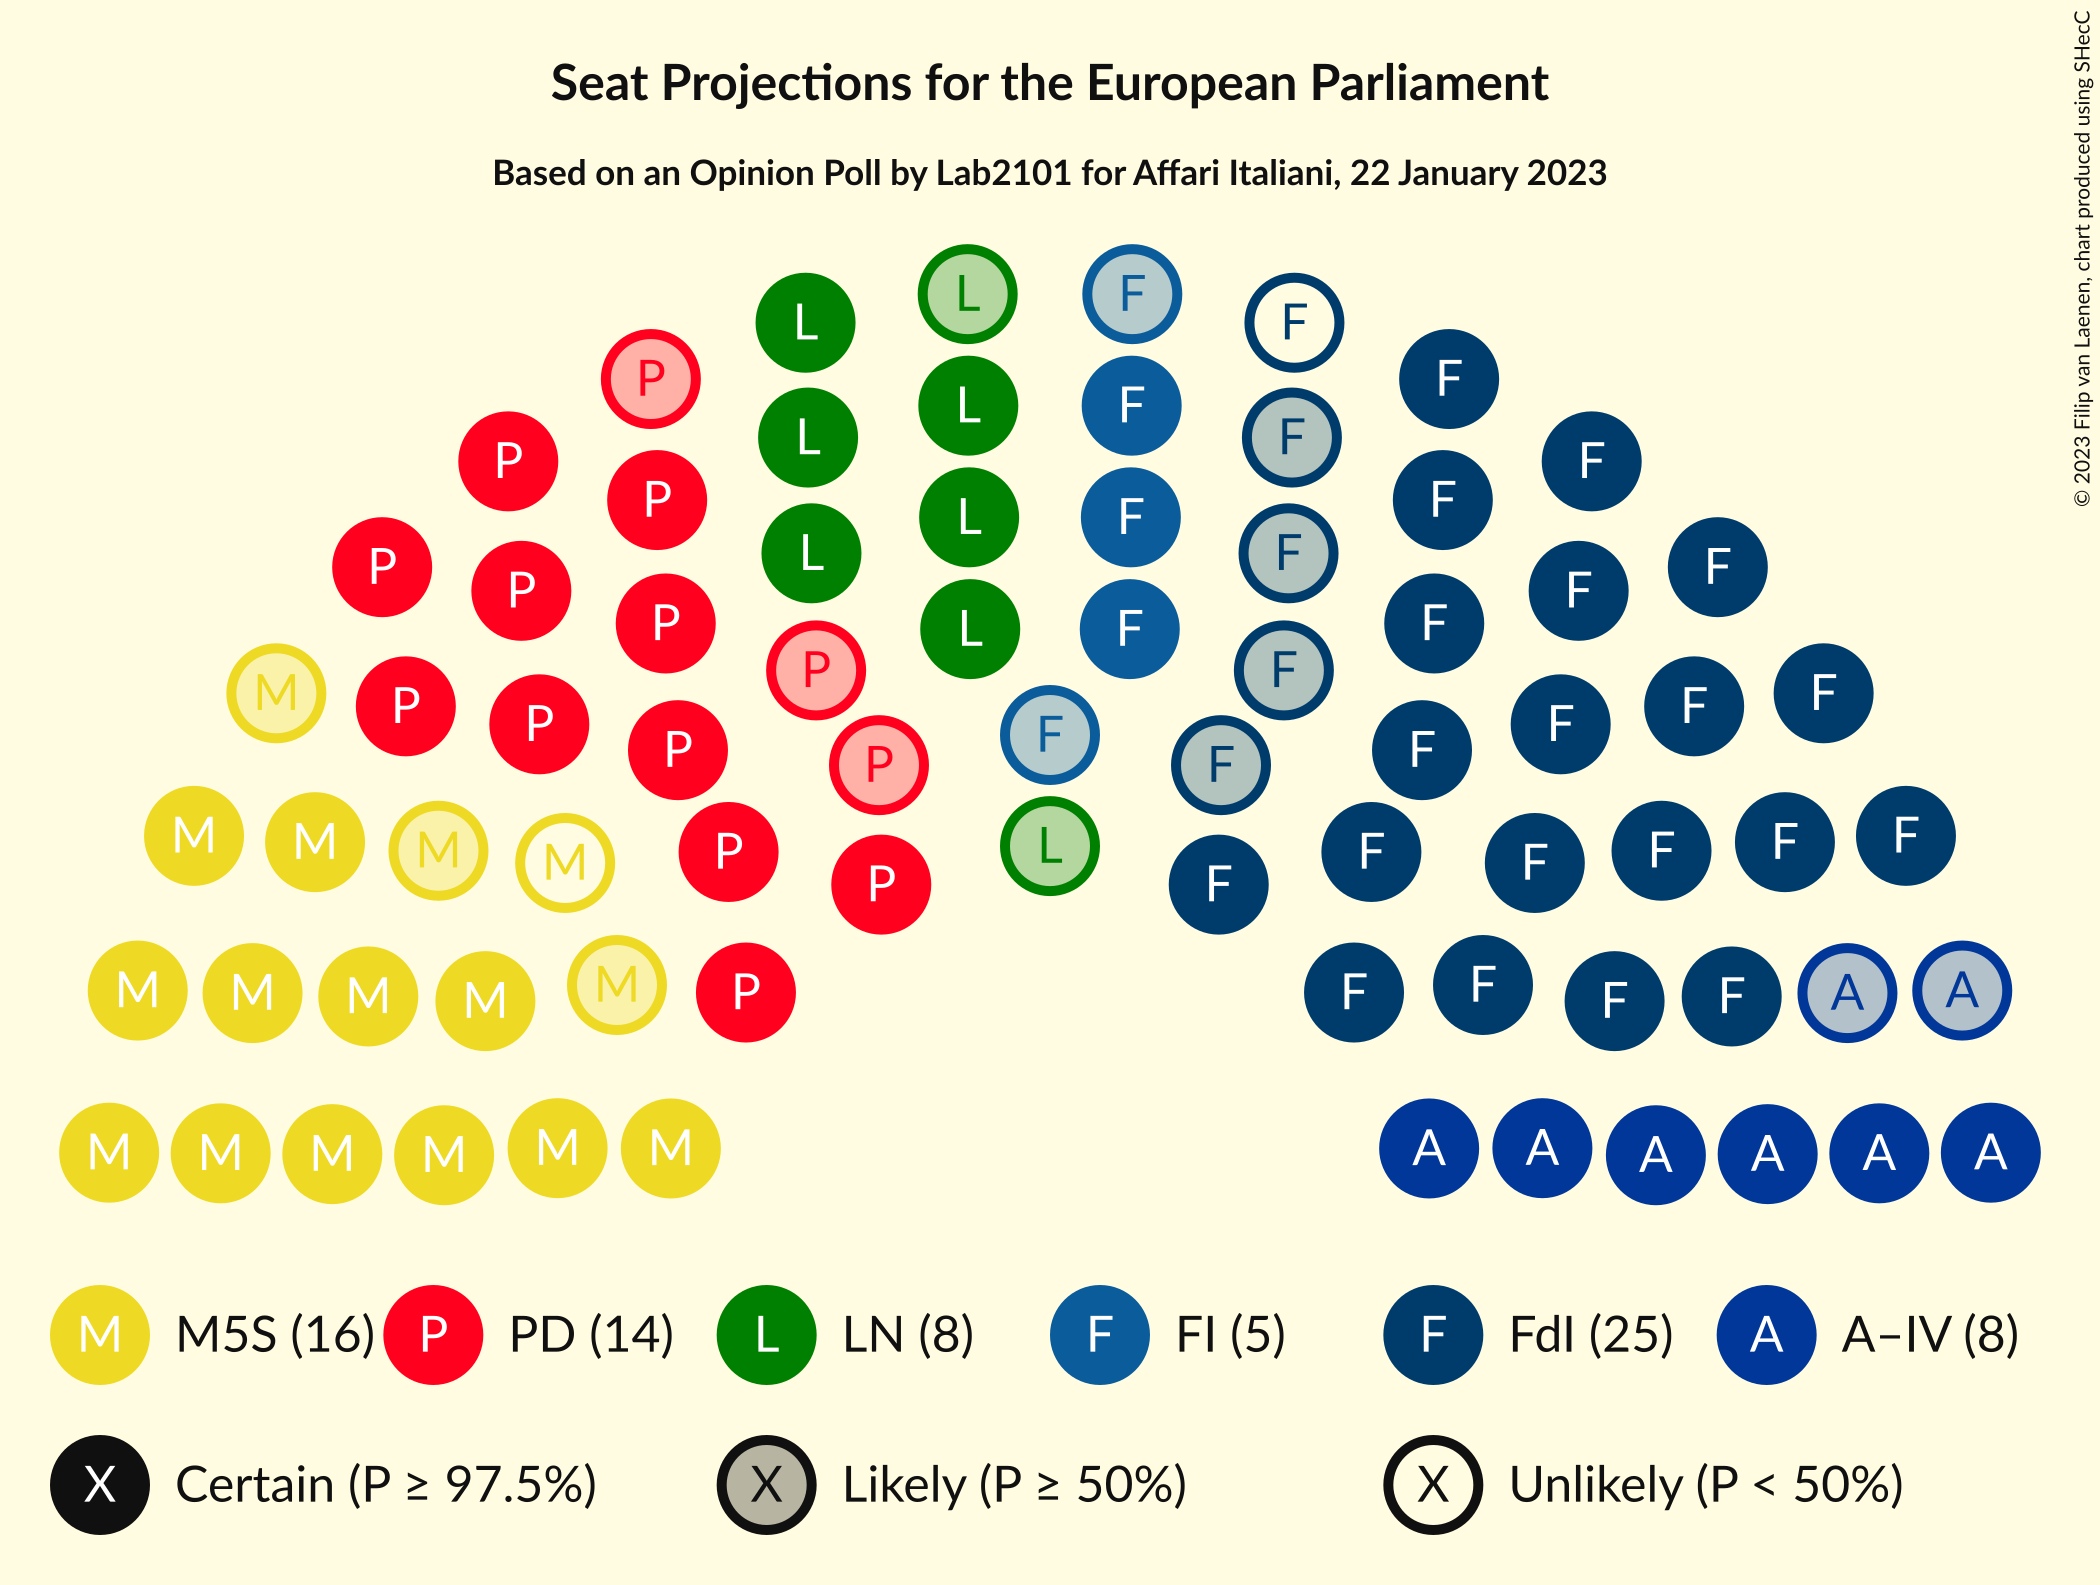 Seat Projections for the European Parliament
Based on an Opinion Poll by Lab2101 for Affari Italiani, 22 January 2023
© 2023 Filip van Laenen, chart produced using SHecC
L L F F
P L L F F F
P P L L F F F
P P P L L F F F F F
M P P P P P F F F F F F F
M M M M P P L F F F F F F
M M M M M P F F F F A A
M M M M M M A A A A A A
M M5S (16) P PD (14) L LN (8) F FI (5) F FdI (25) A A–IV (8)
X Certain (P ≥ 97.5%) X Likely (P ≥ 50%) X Unlikely (P < 50%)